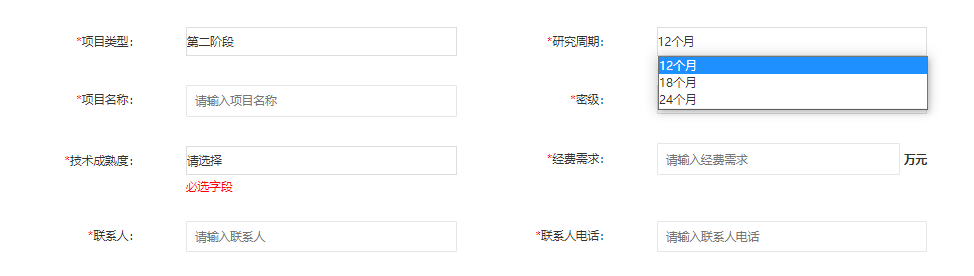 *项目类型: 第二阶段 *研究周期: 12个月
12个月
18个月
24个月
*项目名称: 请输入项目名称 *密级:
*技术成熟度: 请选择 *经费需求: 请输入经费需求 万元
必选字段
*联系人: 请输入联系人 *联系人电话: 请输入联系人电话